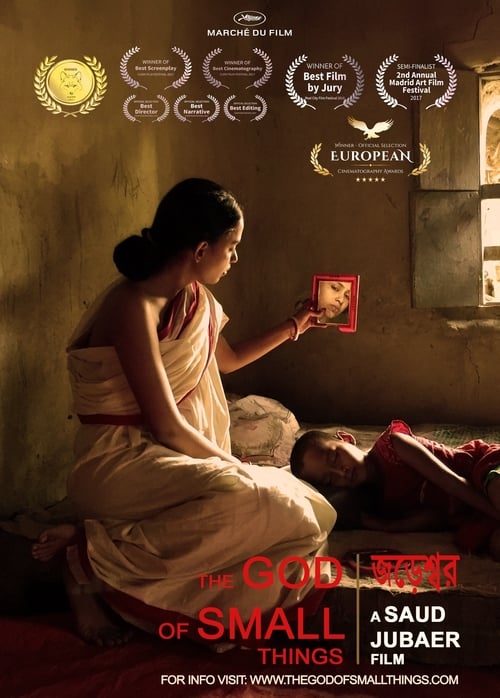 MARCHÉ DU FILM
WINNER OF
Best Screenplay
WINNER OF
Best Cinematography
WINNER OF
Best Film
by Jury
SEMI-FINALIST
2nd Annual
Madrid Art Film
Festival
2017
Best
Director
Best
Narrative
Best Editing
WINNER - OFFICIAL SELECTION
EUROPEAN
CINEMATOGRAPHY AWARDS
THE GOD
OF SMALL
THINGS
জড়েশ্বর
A SAUD
JUBAER
FILM
FOR INFO VISIT: WWW.THEGODOFSMALLTHINGS.COM